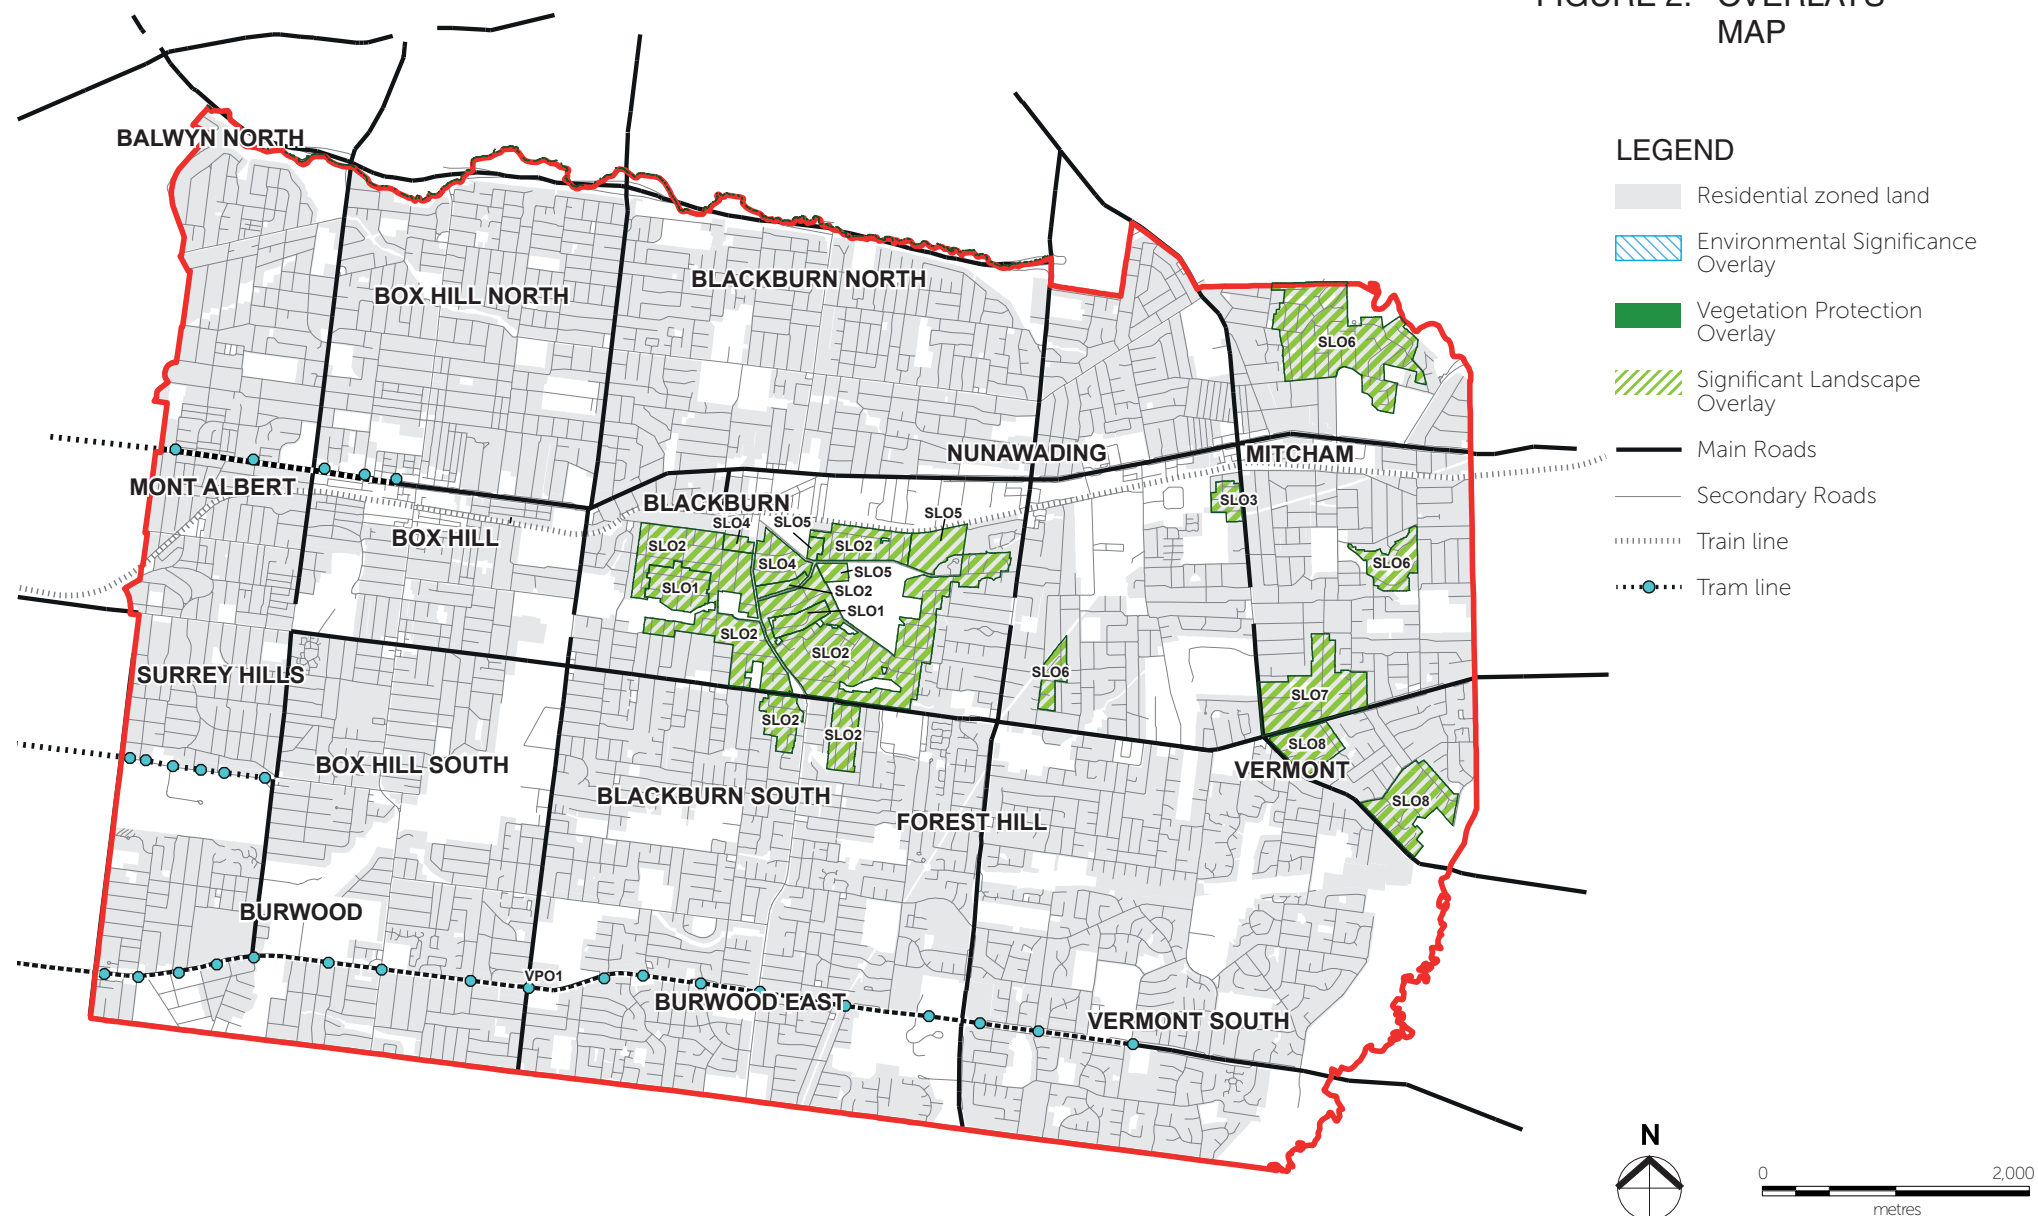 FIGURE 2: OVERLAYS
MAP
LEGEND
Residential zoned land
Environmental Significance
Overlay
Vegetation Protection
Overlay
Significant Landscape
Overlay
Main Roads
Secondary Roads
Train line
Tram line
BALWYN NORTH
BOX HILL NORTH
BLACKBURN NORTH
SLO6
NUNAWADING
MITCHAM
MONT ALBERT
BLACKBURN
SLO3
SLO4
SLO5
SLO5
BOX HILL
SLO2
SLO2
SLO4
SLO6
SLO5
SLO1
SLO2
SLO1
SLO2
SLO2
SURREY HILLS
SLO6
SLO7
SLO2
SLO2
SLO8
BOX HILL SOUTH
VERMONT
BLACKBURN SOUTH
SLO8
FOREST HILL
BURWOOD
VPO1
BURWOOD EAST
VERMONT SOUTH
N
0
2,000
metres